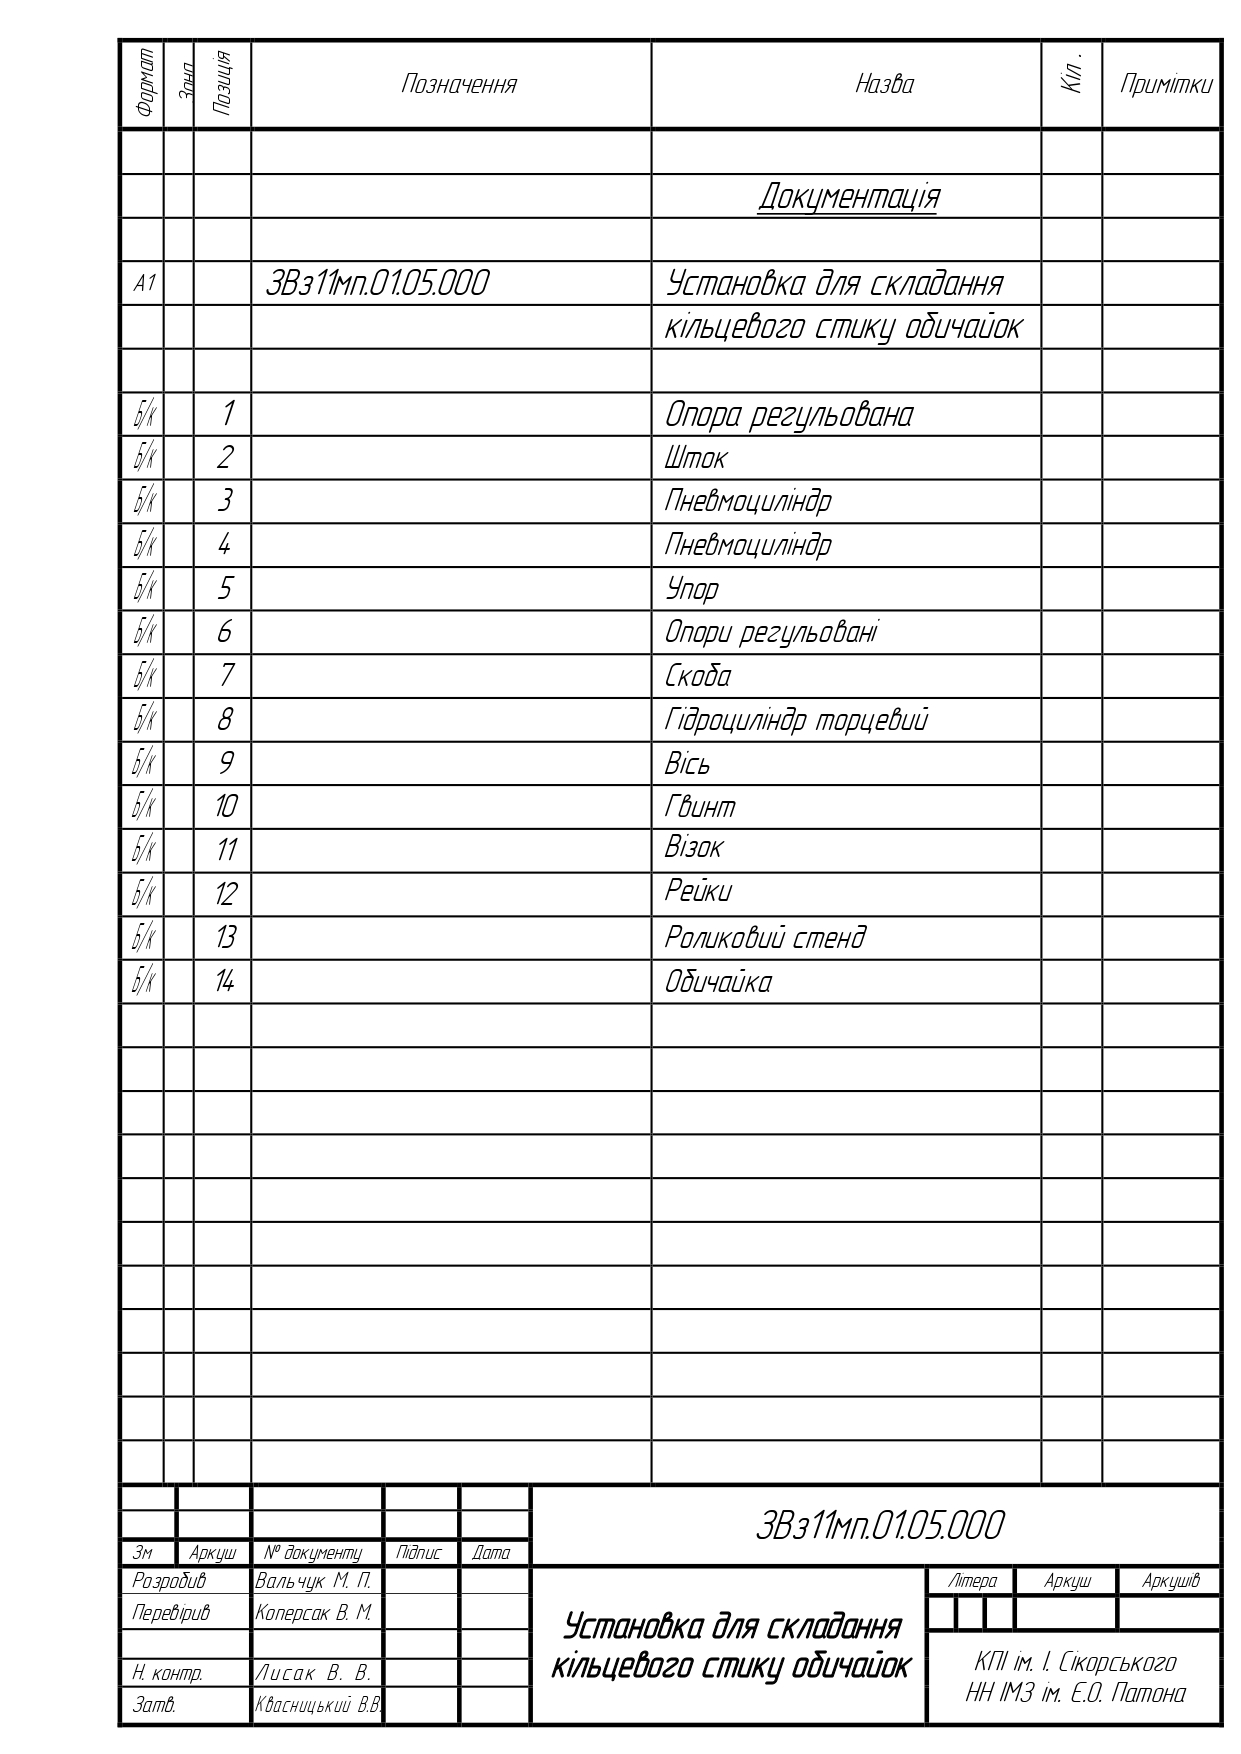 Формат Зона Позиція Позначення Назва Кіл . Примітки
Документація
А1 ЗВз11мп.01.05.000 Установка для складання
кільцевого стику обичайок
Б/к 1 Опора регульована
Б/к 2 Шток
Б/к 3 Пневмоциліндр
Б/к 4 Пневмоциліндр
Б/к 5 Упор
Б/к 6 Опори регульовані
Б/к 7 Скоба
Б/к 8 Гідроциліндр торцевий
Б/к 9 Вісь
Б/к 10 Гвинт
Б/к 11 Візок
Б/к 12 Рейки
Б/к 13 Роликовий стенд
Б/к 14 Обичайка
ЗВз11мп.01.05.000
Зм Аркуш № документу Підпис Дата
Розробив Вальчук М. П.
Перевірив Коперсак В. М.
Н. контр. Лисак В. В.
Затв. Квасницький В.В.
Установка для складання
кільцевого стику обичайок
Літера Аркуш Аркушів
КПІ ім. І. Сікорського
НН ІМЗ ім. Є.О. Патона